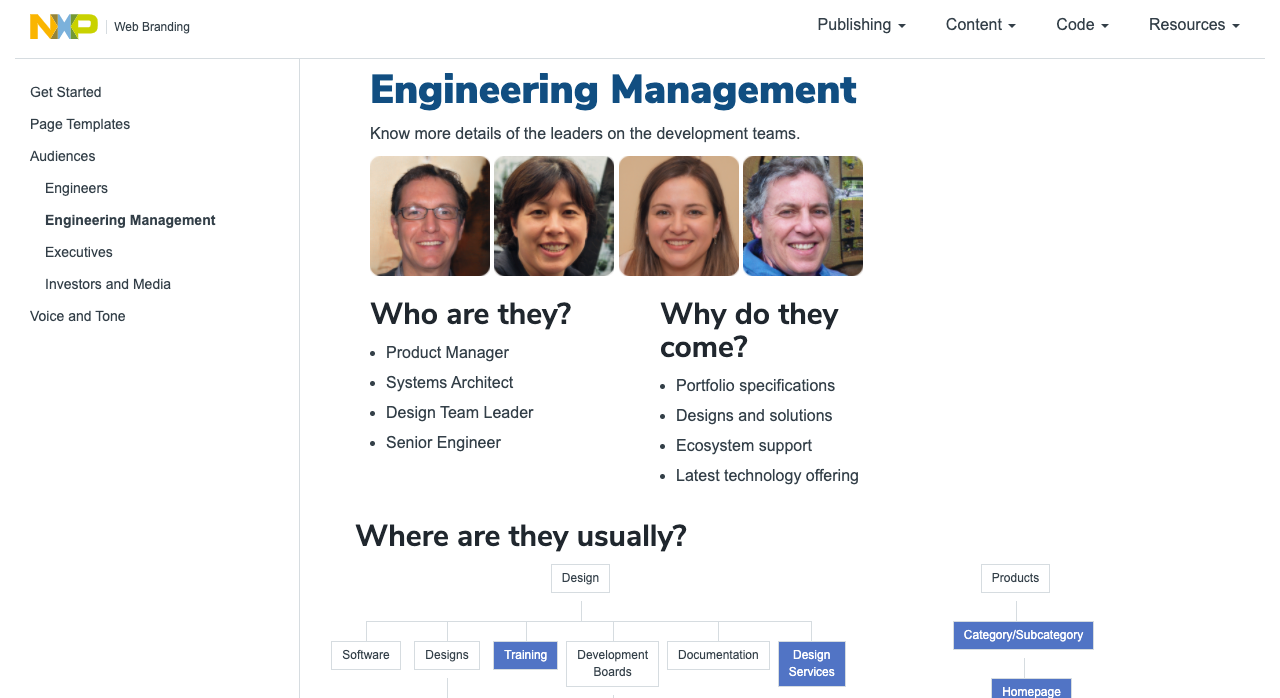 NXP Web Branding
Publishing
Content
Code
Resources
Get Started
Page Templates
Audiences
Engineers
Engineering Management
Executives
Investors and Media
Voice and Tone
Engineering Management
Know more details of the leaders on the development teams.
Who are they?
Product Manager
Systems Architect
Design Team Leader
Senior Engineer
Why do they
come?
Portfolio specifications
Designs and solutions
Ecosystem support
Latest technology offering
Where are they usually?
Design
Software
Designs
Training
Development
Boards
Documentation
Design
Services
Products
Category/Subcategory
Homepage